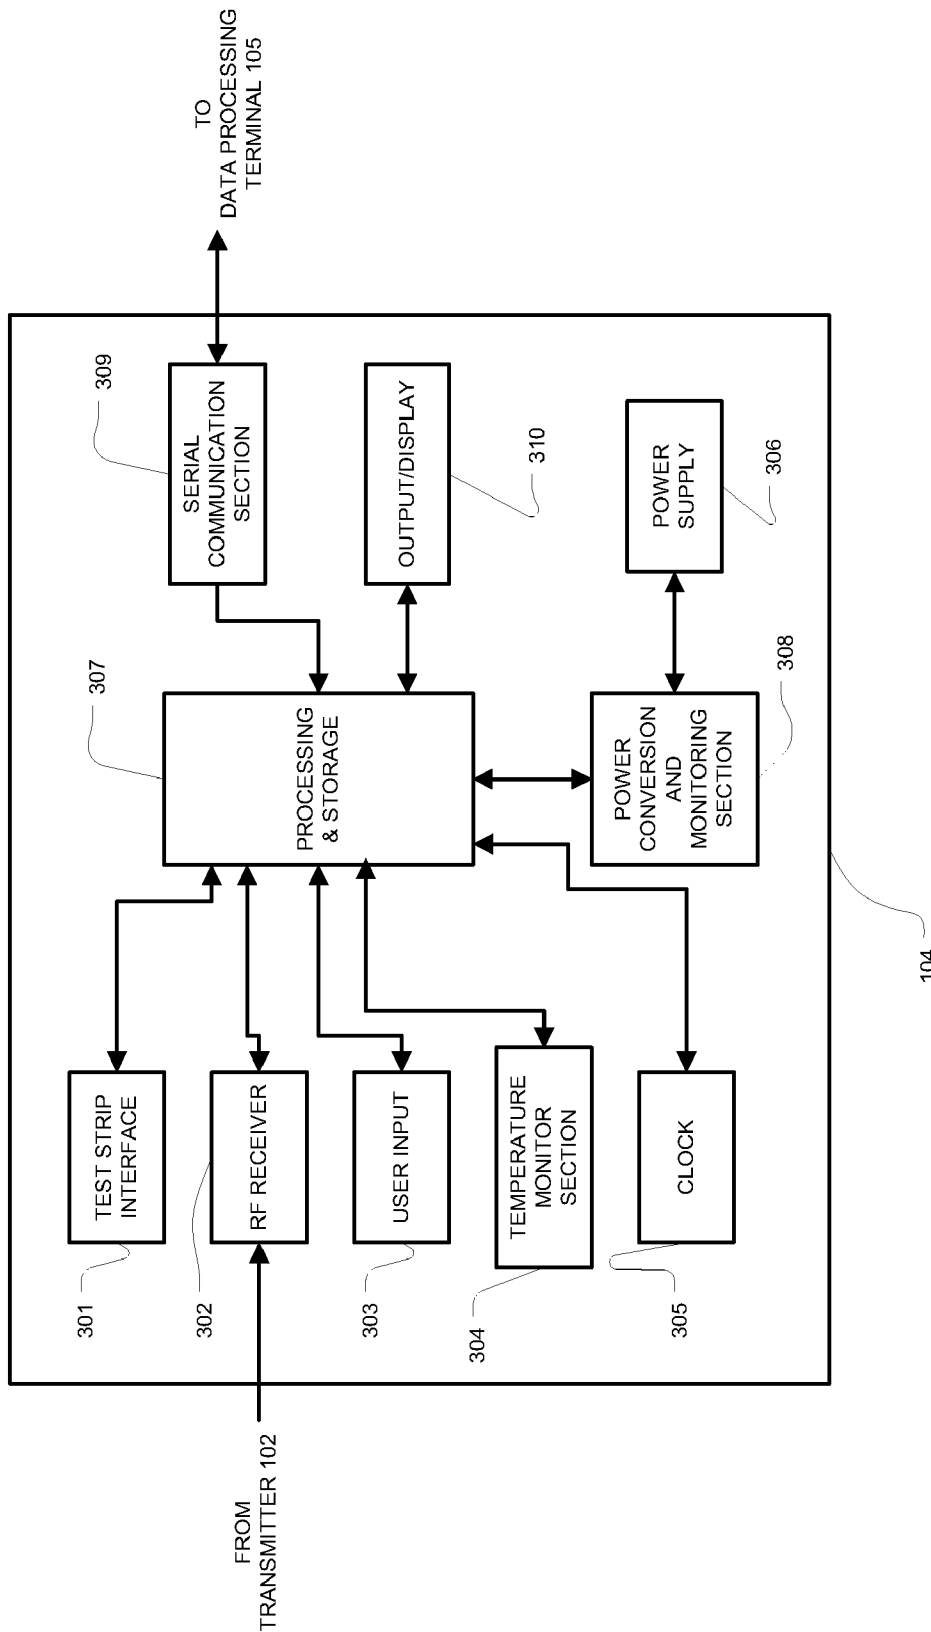 FROM
TRANSMITTER 102
301
TEST STRIP
INTERFACE
302
RF RECEIVER
303
USER INPUT
304
TEMPERATURE
MONITOR
SECTION
305
CLOCK
307
PROCESSING
& STORAGE
POWER
CONVERSION
AND
MONITORING
SECTION
308
309
SERIAL
COMMUNICATION
SECTION
OUTPUT/DISPLAY
310
POWER
SUPPLY
306
TO
DATA PROCESSING
TERMINAL 105
104